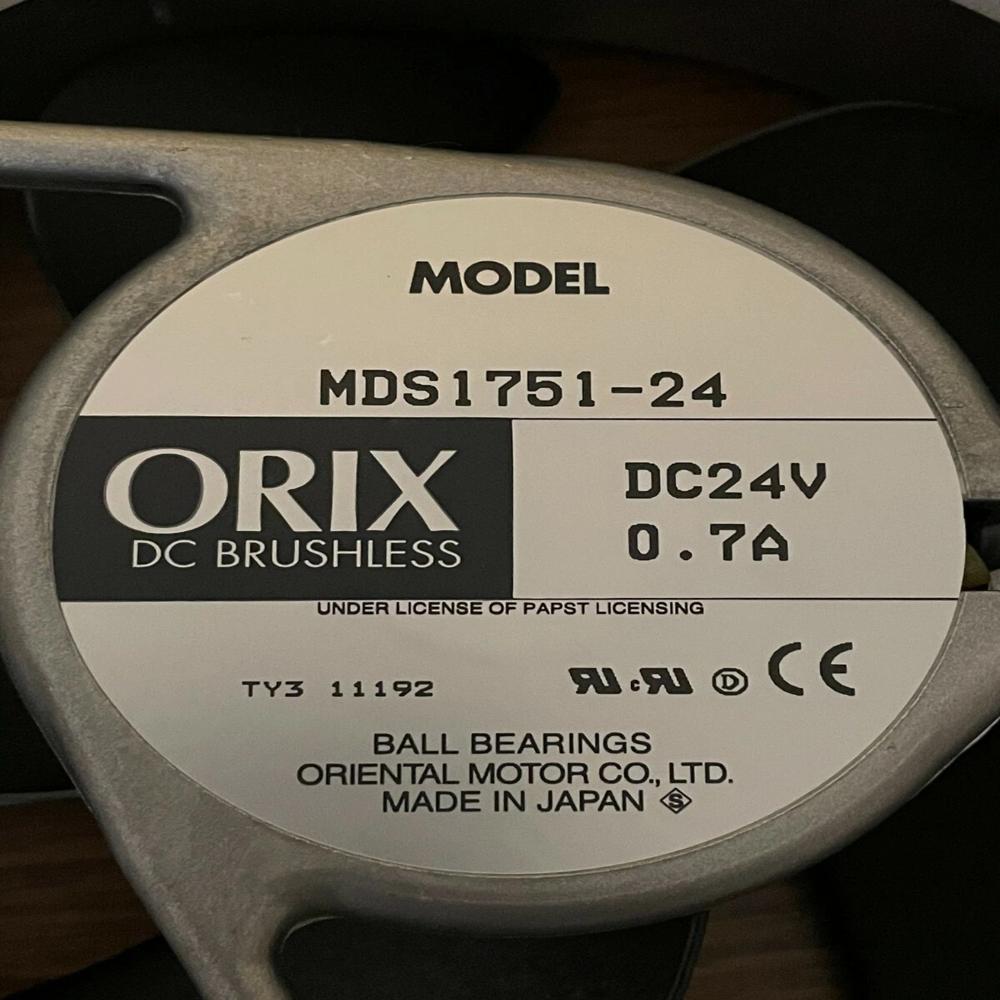 MODEL
MDS1751-24
ORIX
DC BRUSHLESS
DC24V
0.7A
UNDER LICENSE OF PAPST LICENSING
TY3 11192
D CE
BALL BEARINGS
ORIENTAL MOTOR CO., LTD.
MADE IN JAPAN S